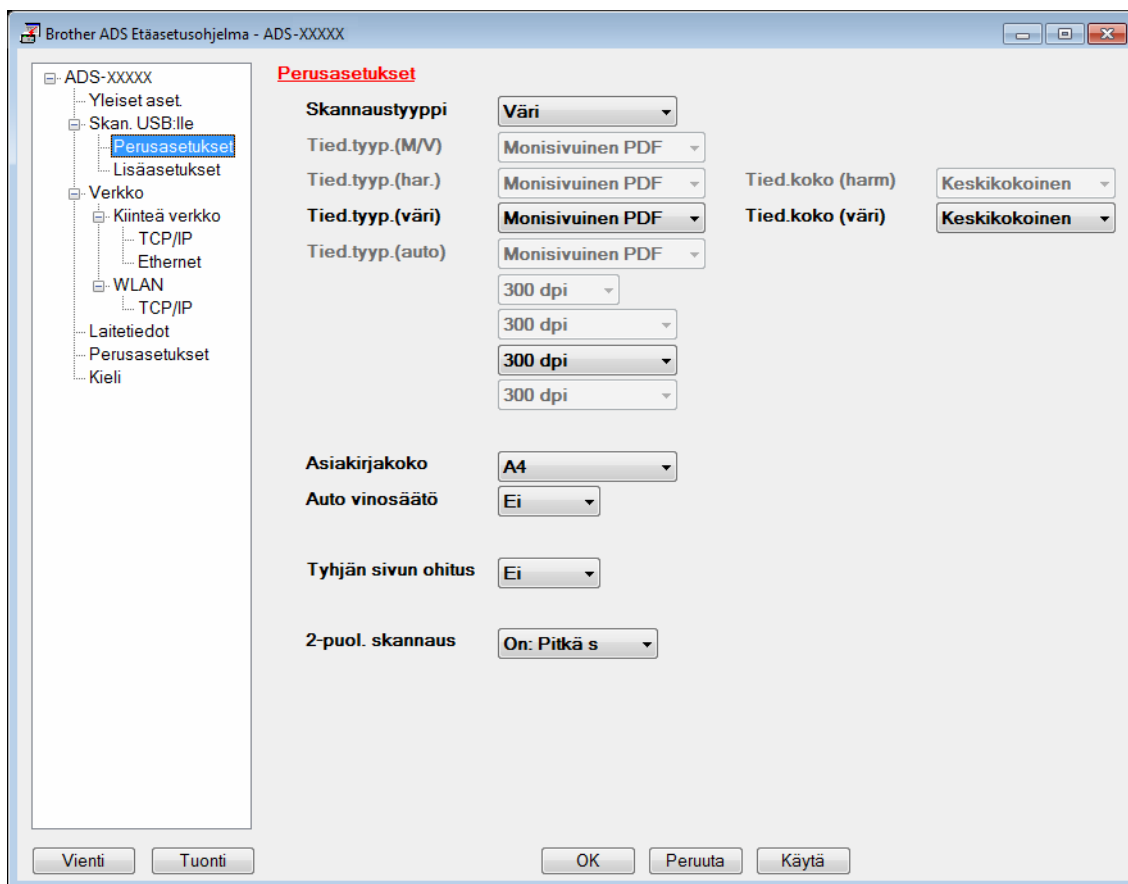 Brother ADS Etäasetusohjelma - ADS-XXXXX
ADS-XXXXX
Yleiset aset.
Skan. USB:lle
Perusasetukset
Lisäasetukset
Verkko
Kiinteä verkko
TCP/IP
Ethernet
WLAN
TCP/IP
Laitetiedot
Perusasetukset
Kieli
Perusasetukset
Skannaustyyppi Väri
Tied.tyyp.(M/V) Monisivuinen PDF
Tied.tyyp.(har.) Monisivuinen PDF Tied.koko (harm) Keskikokoinen
Tied.tyyp.(väri) Monisivuinen PDF Tied.koko (väri) Keskikokoinen
Tied.tyyp.(auto) Monisivuinen PDF
300 dpi
300 dpi
300 dpi
300 dpi
Asiakirjakoko A4
Auto vinosäätö Ei
Tyhjän sivun ohitus Ei
2-puol. skannaus On: Pitkä s
Vienti Tuonti OK Peruuta Käytä